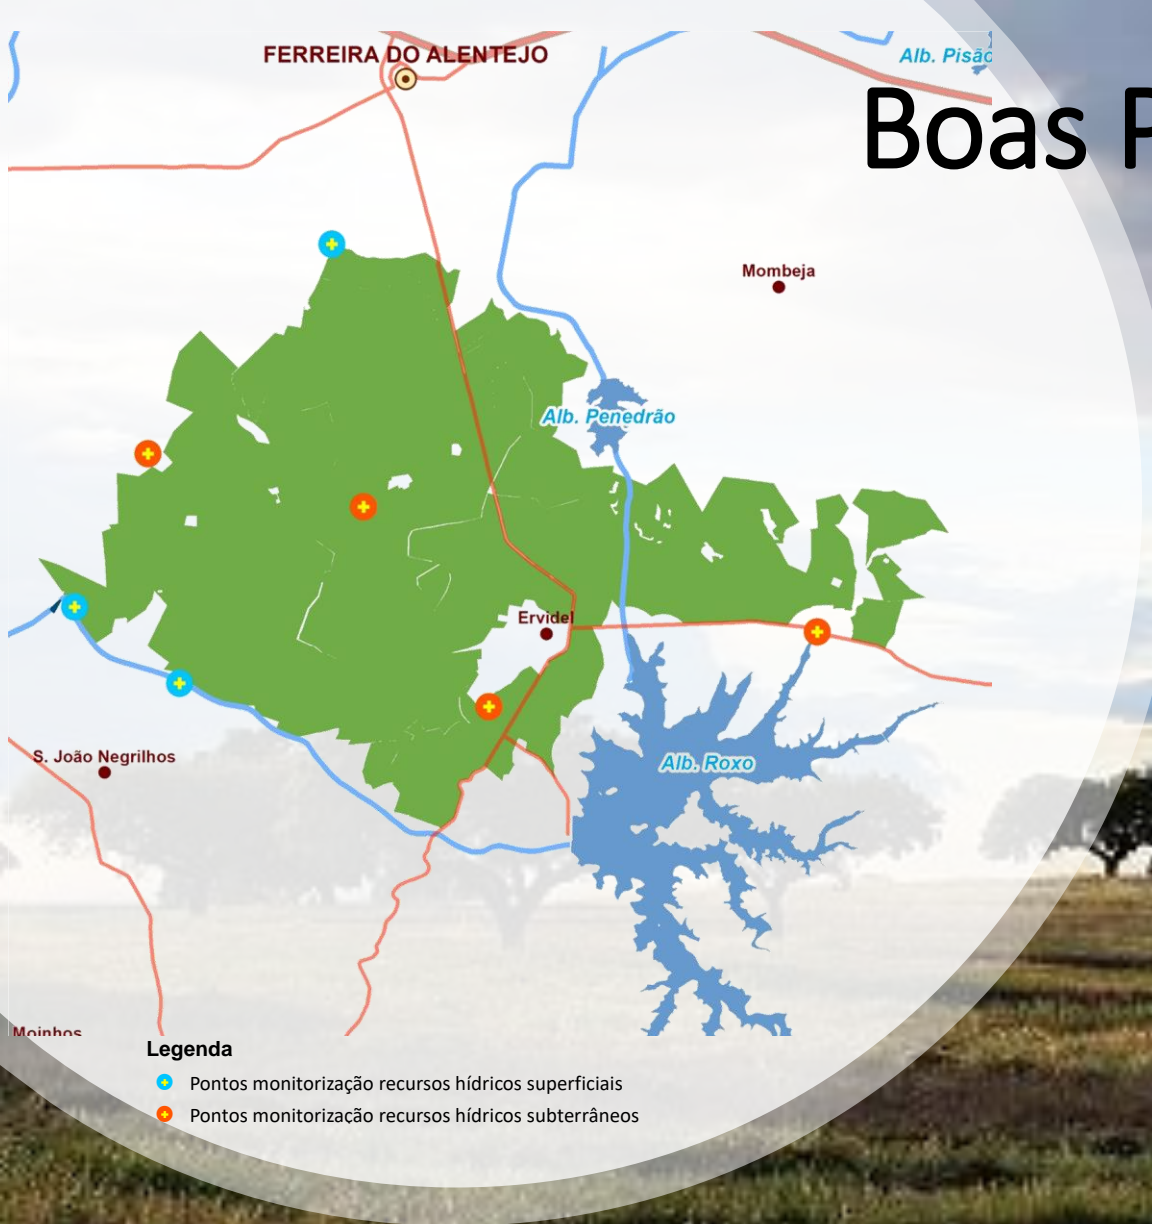 FERREIRA DO ALENTEJO
Alb. Pisão
Boas P
Mombeja
Alb. Penedrão
Ervidel
S. João Negrilhos
Alb. Roxo
Moinhos
Legenda
Pontos monitorização recursos hídricos superficiais
Pontos monitorização recursos hídricos subterrâneos